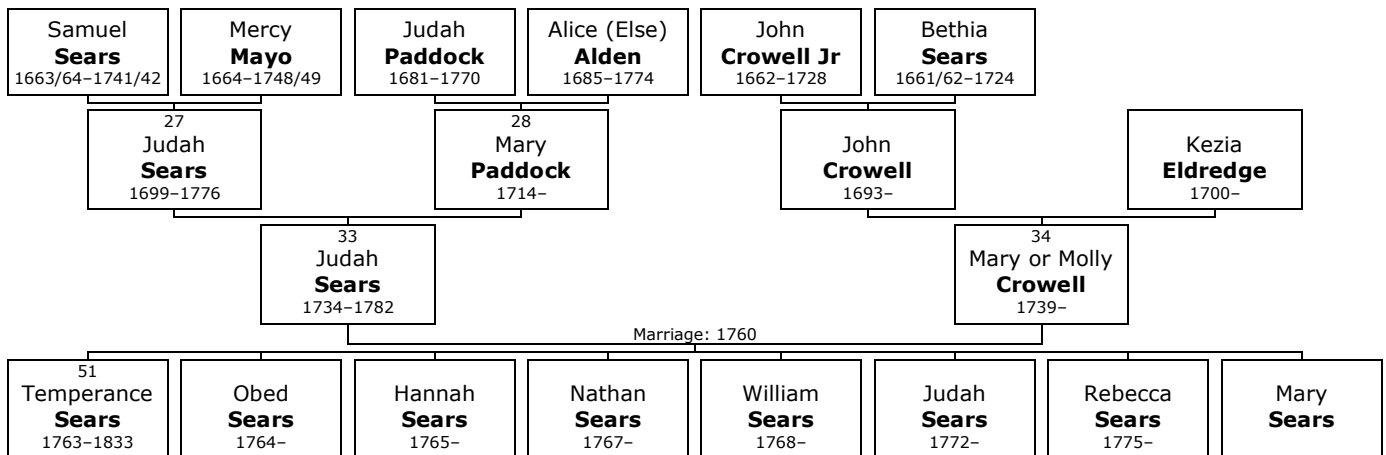 Samuel
Sears
1663/64–1741/42
Mercy
Mayo
1664–1748/49
Judah
Paddock
1681–1770
Alice (Else)
Alden
1685–1774
John
Crowell Jr
1662–1728
Bethia
Sears
1661/62–1724
27
Judah
Sears
1699–1776
28
Mary
Paddock
1714–
John
Crowell
1693–
Kezia
Eldredge
1700–
33
Judah
Sears
1734–1782
34
Mary or Molly
Crowell
1739–
Marriage: 1760
51
Temperance
Sears
1763–1833
Obed
Sears
1764–
Hannah
Sears
1765–
Nathan
Sears
1767–
William
Sears
1768–
Judah
Sears
1772–
Rebecca
Sears
1775–
Mary
Sears